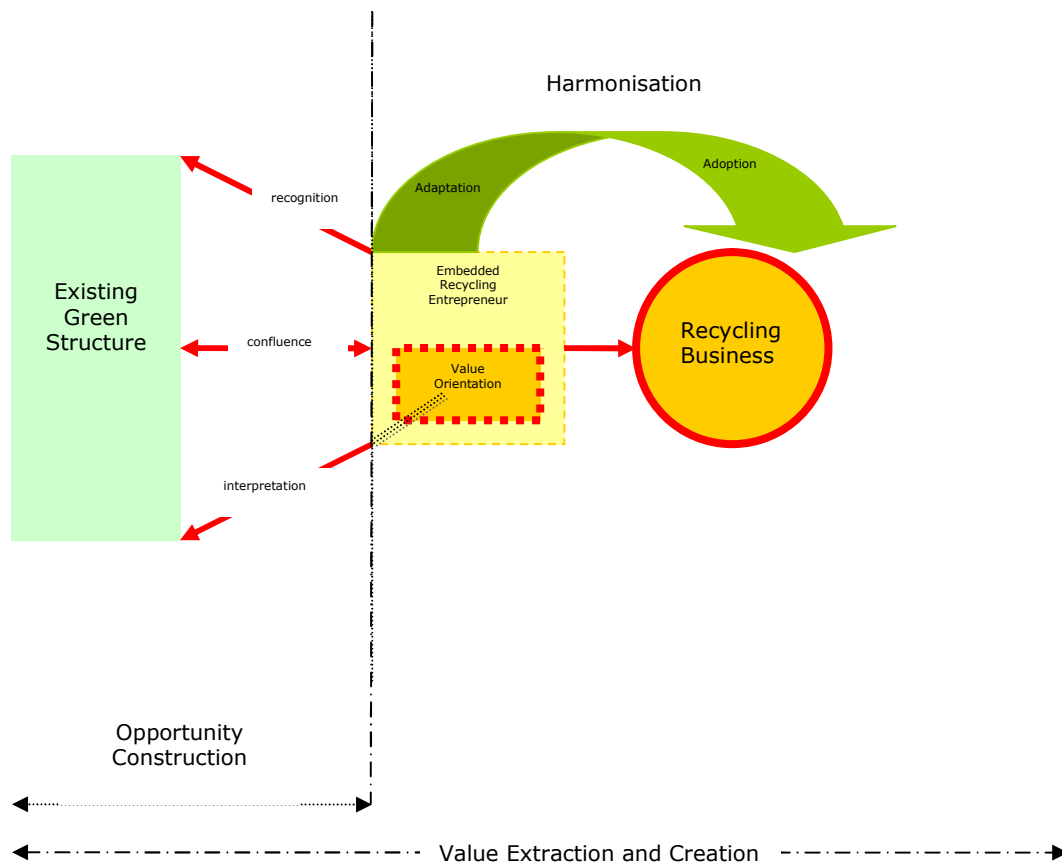 Harmonisation
Adoption
Adaptation
recognition
Embedded
Recycling
Entrepreneur
Existing
Green
Structure
confluence
Recycling
Business
Value
Orientation
interpretation
Opportunity
Construction
Value Extraction and Creation